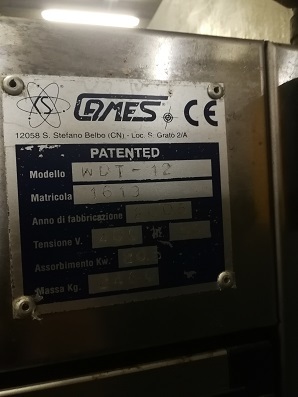 CAMES CE
12058 S. Stefano Belbo (CN) - Loc. S. Grato 2/A
PATENTED
Modello WDT-12
Matricola 1613
Anno di fabbricazione
Tensione V.
Assorbimento Kw.
Massa Kg.